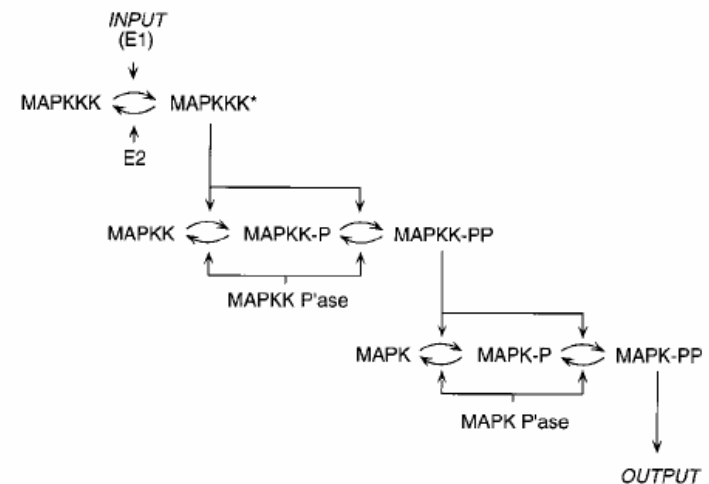 INPUT
(E1)
MAPKKK MAPKKK*
E2
MAPKK MAPKK-P MAPKK-PP
MAPKK P'ase
MAPK MAPK-P MAPK-PP
MAPK P'ase
OUTPUT